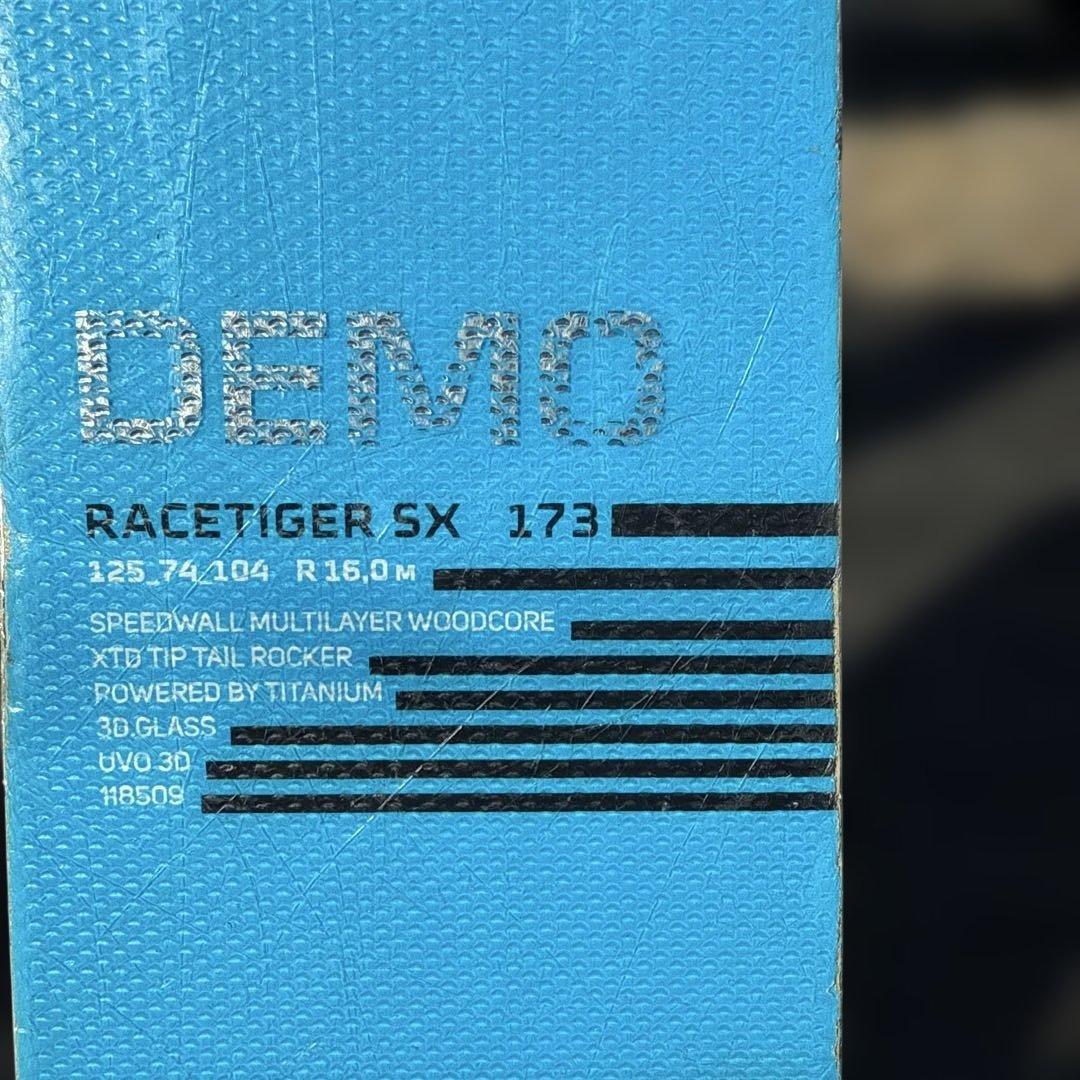 DEMO
RACETIGER SX 173
125_74_104 R 16,0 M
SPEEDWALL MULTILAYER WOODCORE
XTD TIP TAIL ROCKER
POWERED BY TITANIUM
3D.GLASS
UVO 3D
118509